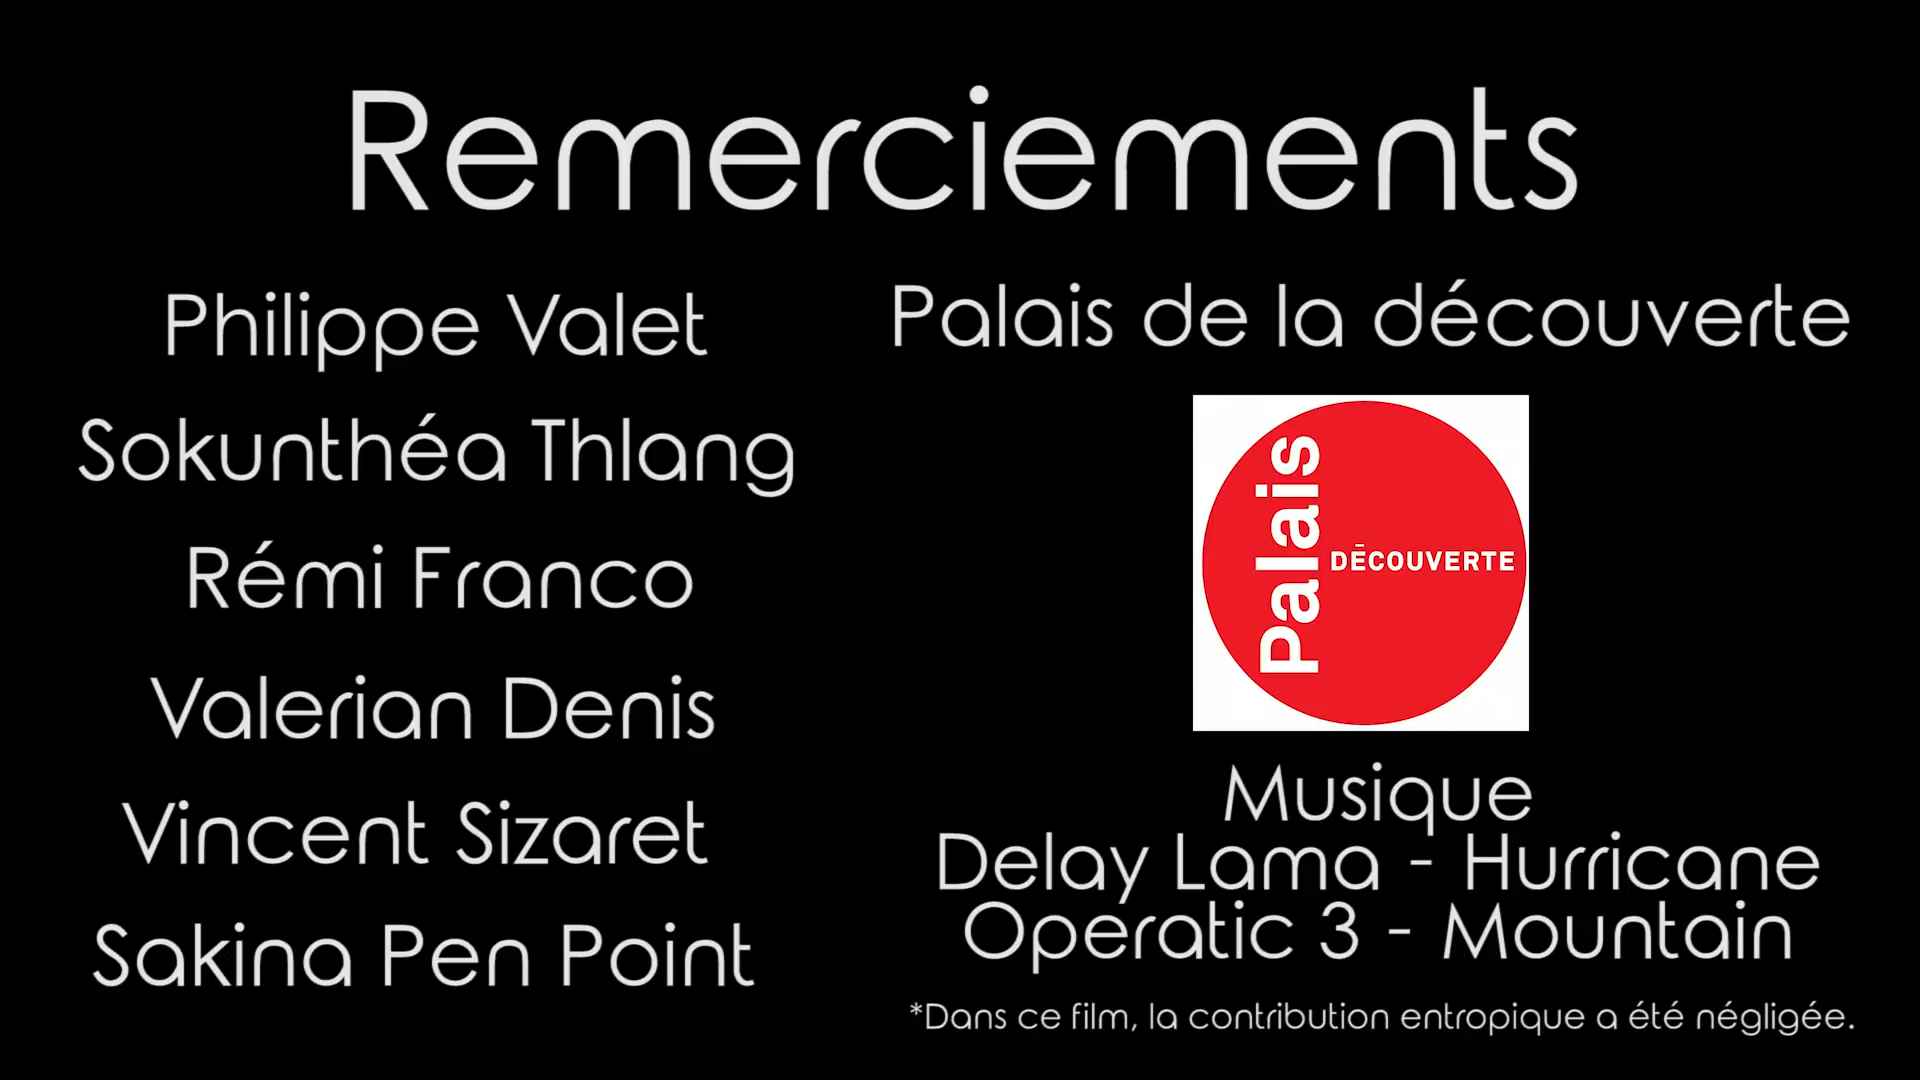 Remerciements
Philippe Valet
Sokunthéa Thlang
Rémi Franco
Valerian Denis
Vincent Sizaret
Sakina Pen Point
Palais de la découverte
Palais
DĒCOUVERTE
Musique
Delay Lama - Hurricane
Operatic 3 - Mountain
*Dans ce film, la contribution entropique a été négligée.